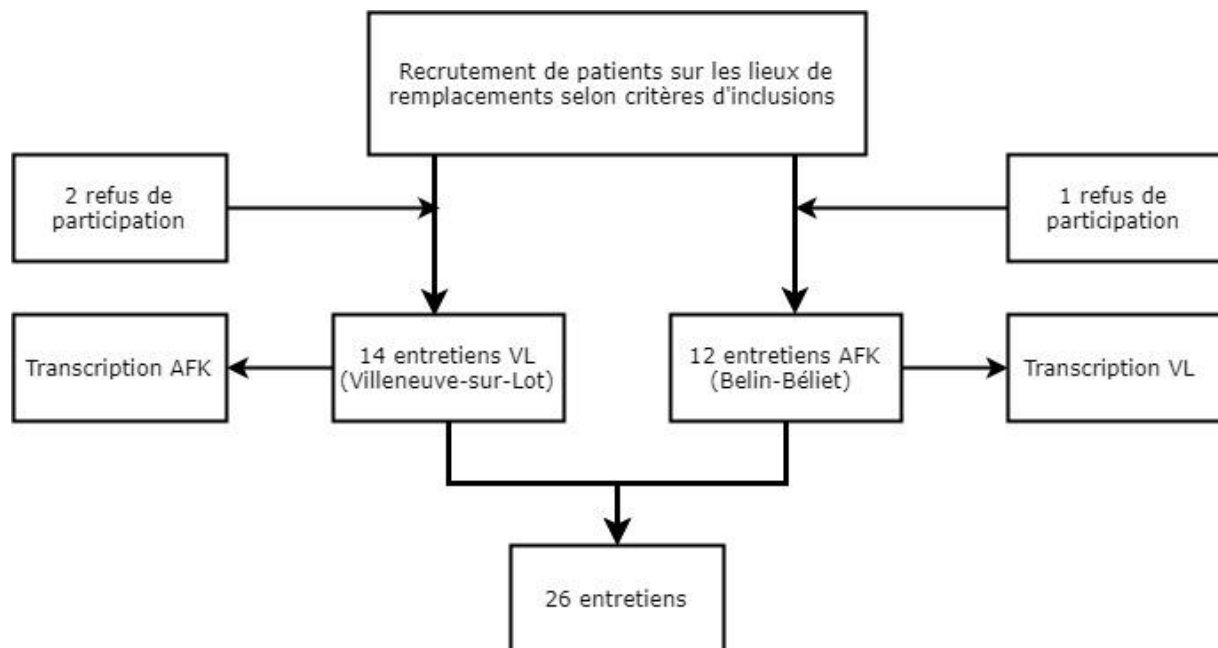 Recrutement de patients sur les lieux de
remplacements selon critères d'inclusions
2 refus de
participation
1 refus de
participation
Transcription AFK
14 entretiens VL
(Villeneuve-sur-Lot)
12 entretiens AFK
(Belin-Béliet)
Transcription VL
26 entretiens